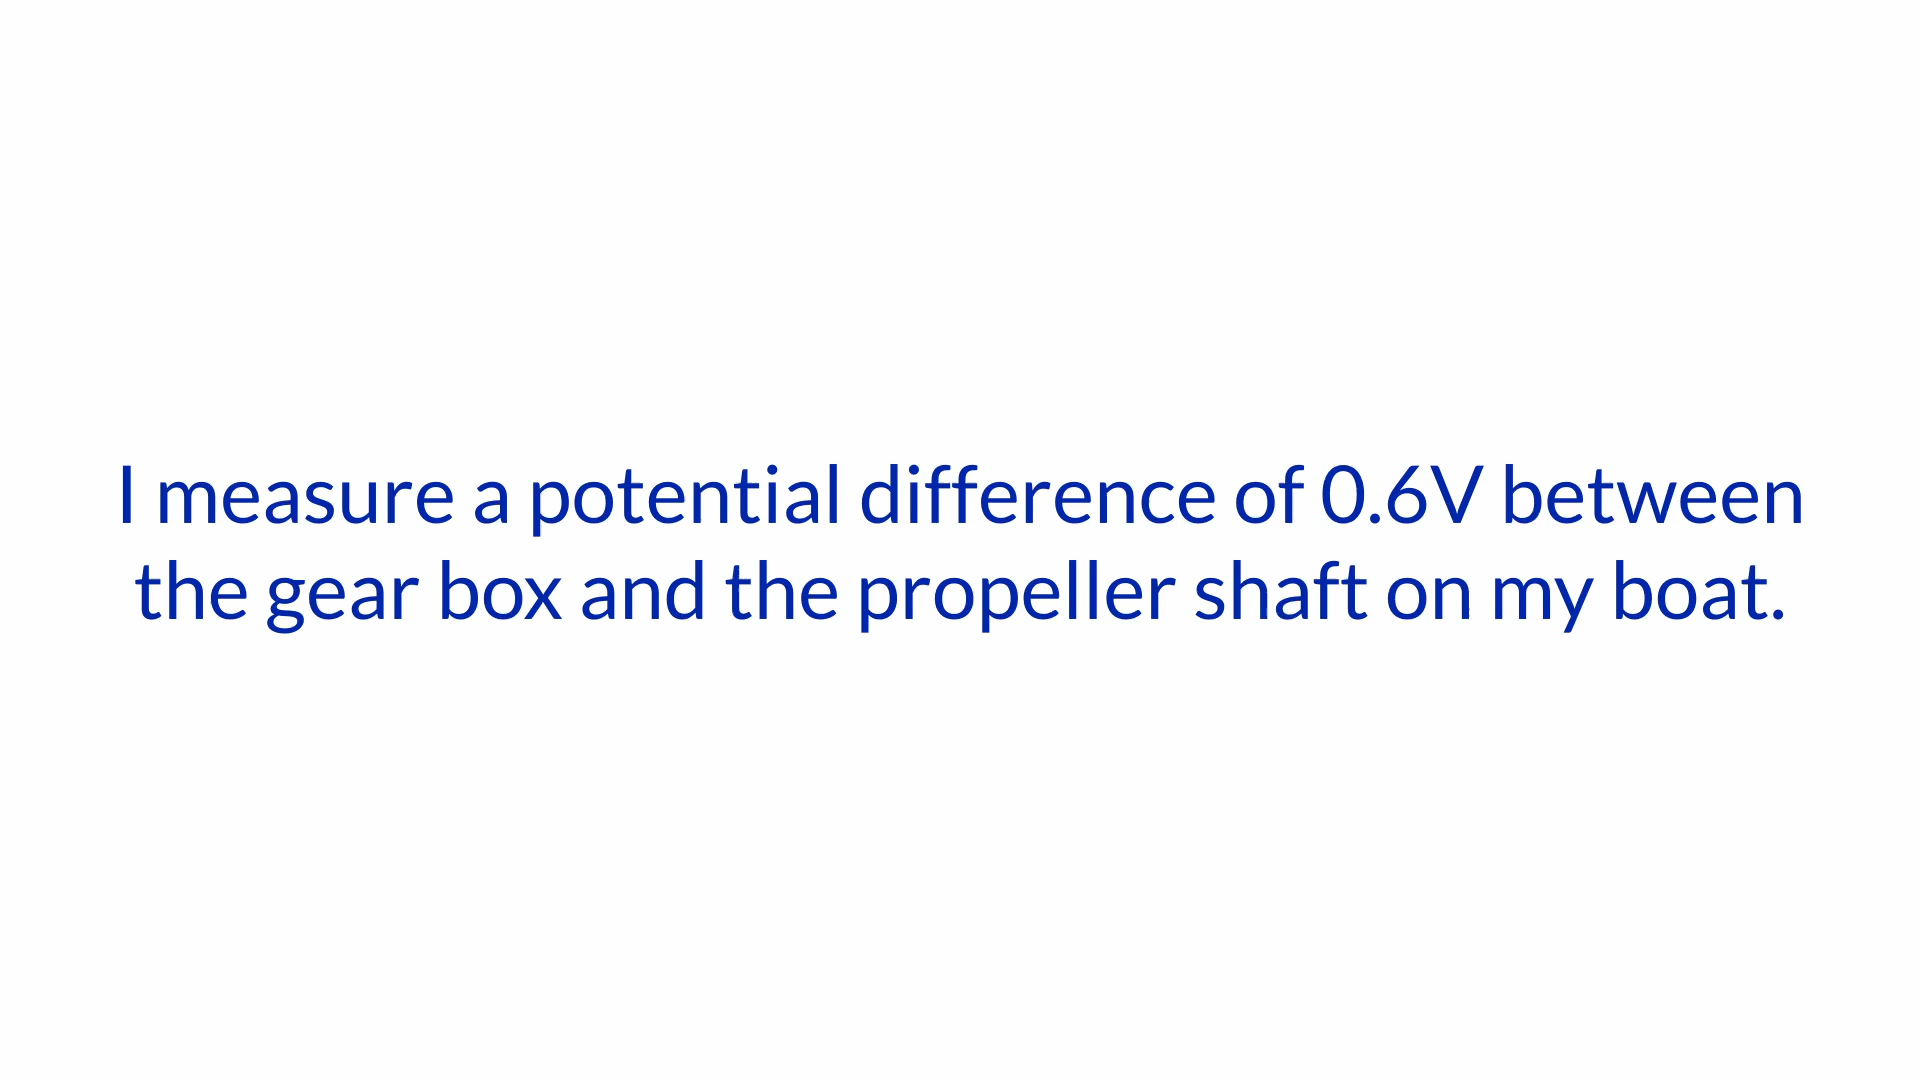 I measure a potential difference of 0.6V between
the gear box and the propeller shaft on my boat.